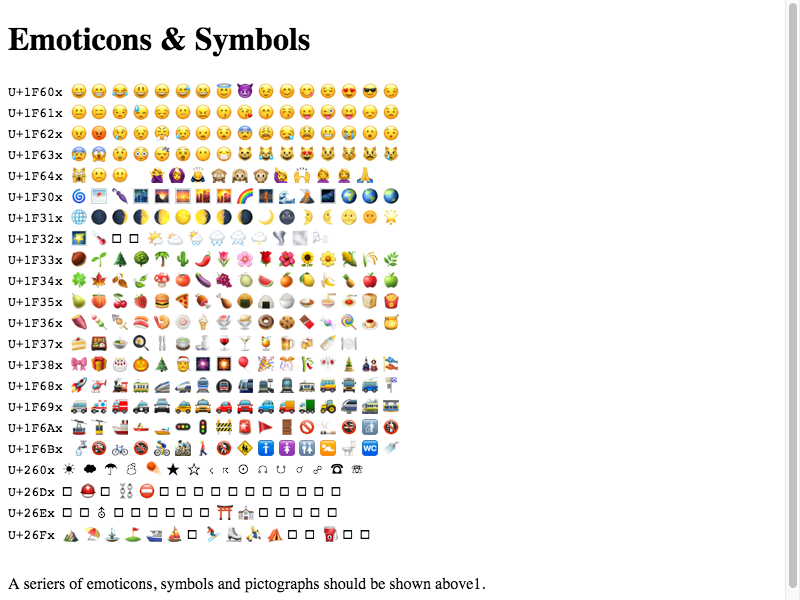 Emoticons & Symbols
U+1F60x
U+1F61x
U+1F62x
U+1F63x
U+1F64x
U+1F30x
U+1F31x
U+1F32x
U+1F33x
U+1F34x
U+1F35x
U+1F36x
U+1F37x
U+1F38x
U+1F68x
U+1F69x
U+1F6Ax
U+1F6Bx
U+260x
U+26Dx
U+26Ex
U+26Fx
A seriers of emoticons, symbols and pictographs should be shown above1.